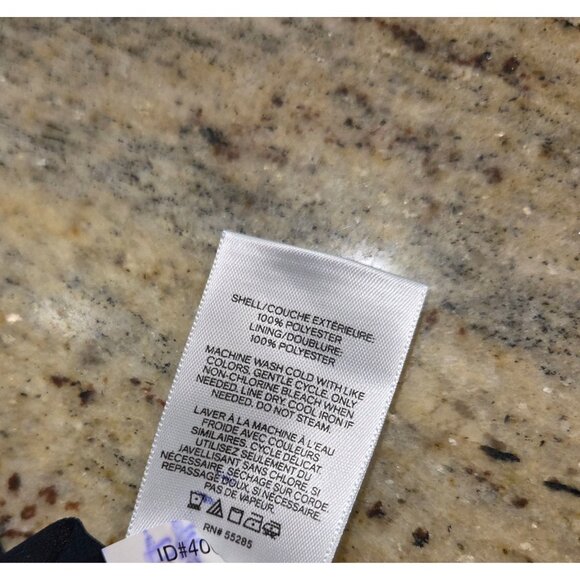 SHELL/COUCHE EXTÉRIEURE:
100% POLYESTER
LINING/DOUBLURE:
100% POLYESTER
MACHINE WASH COLD WITH LIKE
COLORS. GENTLE CYCLE. ONLY
NON-CHLORINE BLEACH WHEN
NEEDED. LINE DRY. COOL IRON IF
NEEDED. DO NOT STEAM.
LAVER À LA MACHINE À L'EAU
FROIDE AVEC COULEURS
SIMILAIRES. CYCLE DÉLICAT.
UTILISEZ SEULEMENT DU
JAVELLISANT SANS CHLORE, SI
NÉCESSAIRE. SÉCHAGE SUR CORDE.
REPASSAGE DOUX, SI NÉCESSAIRE.
PAS DE VAPEUR.
RN# 55285
ID#40